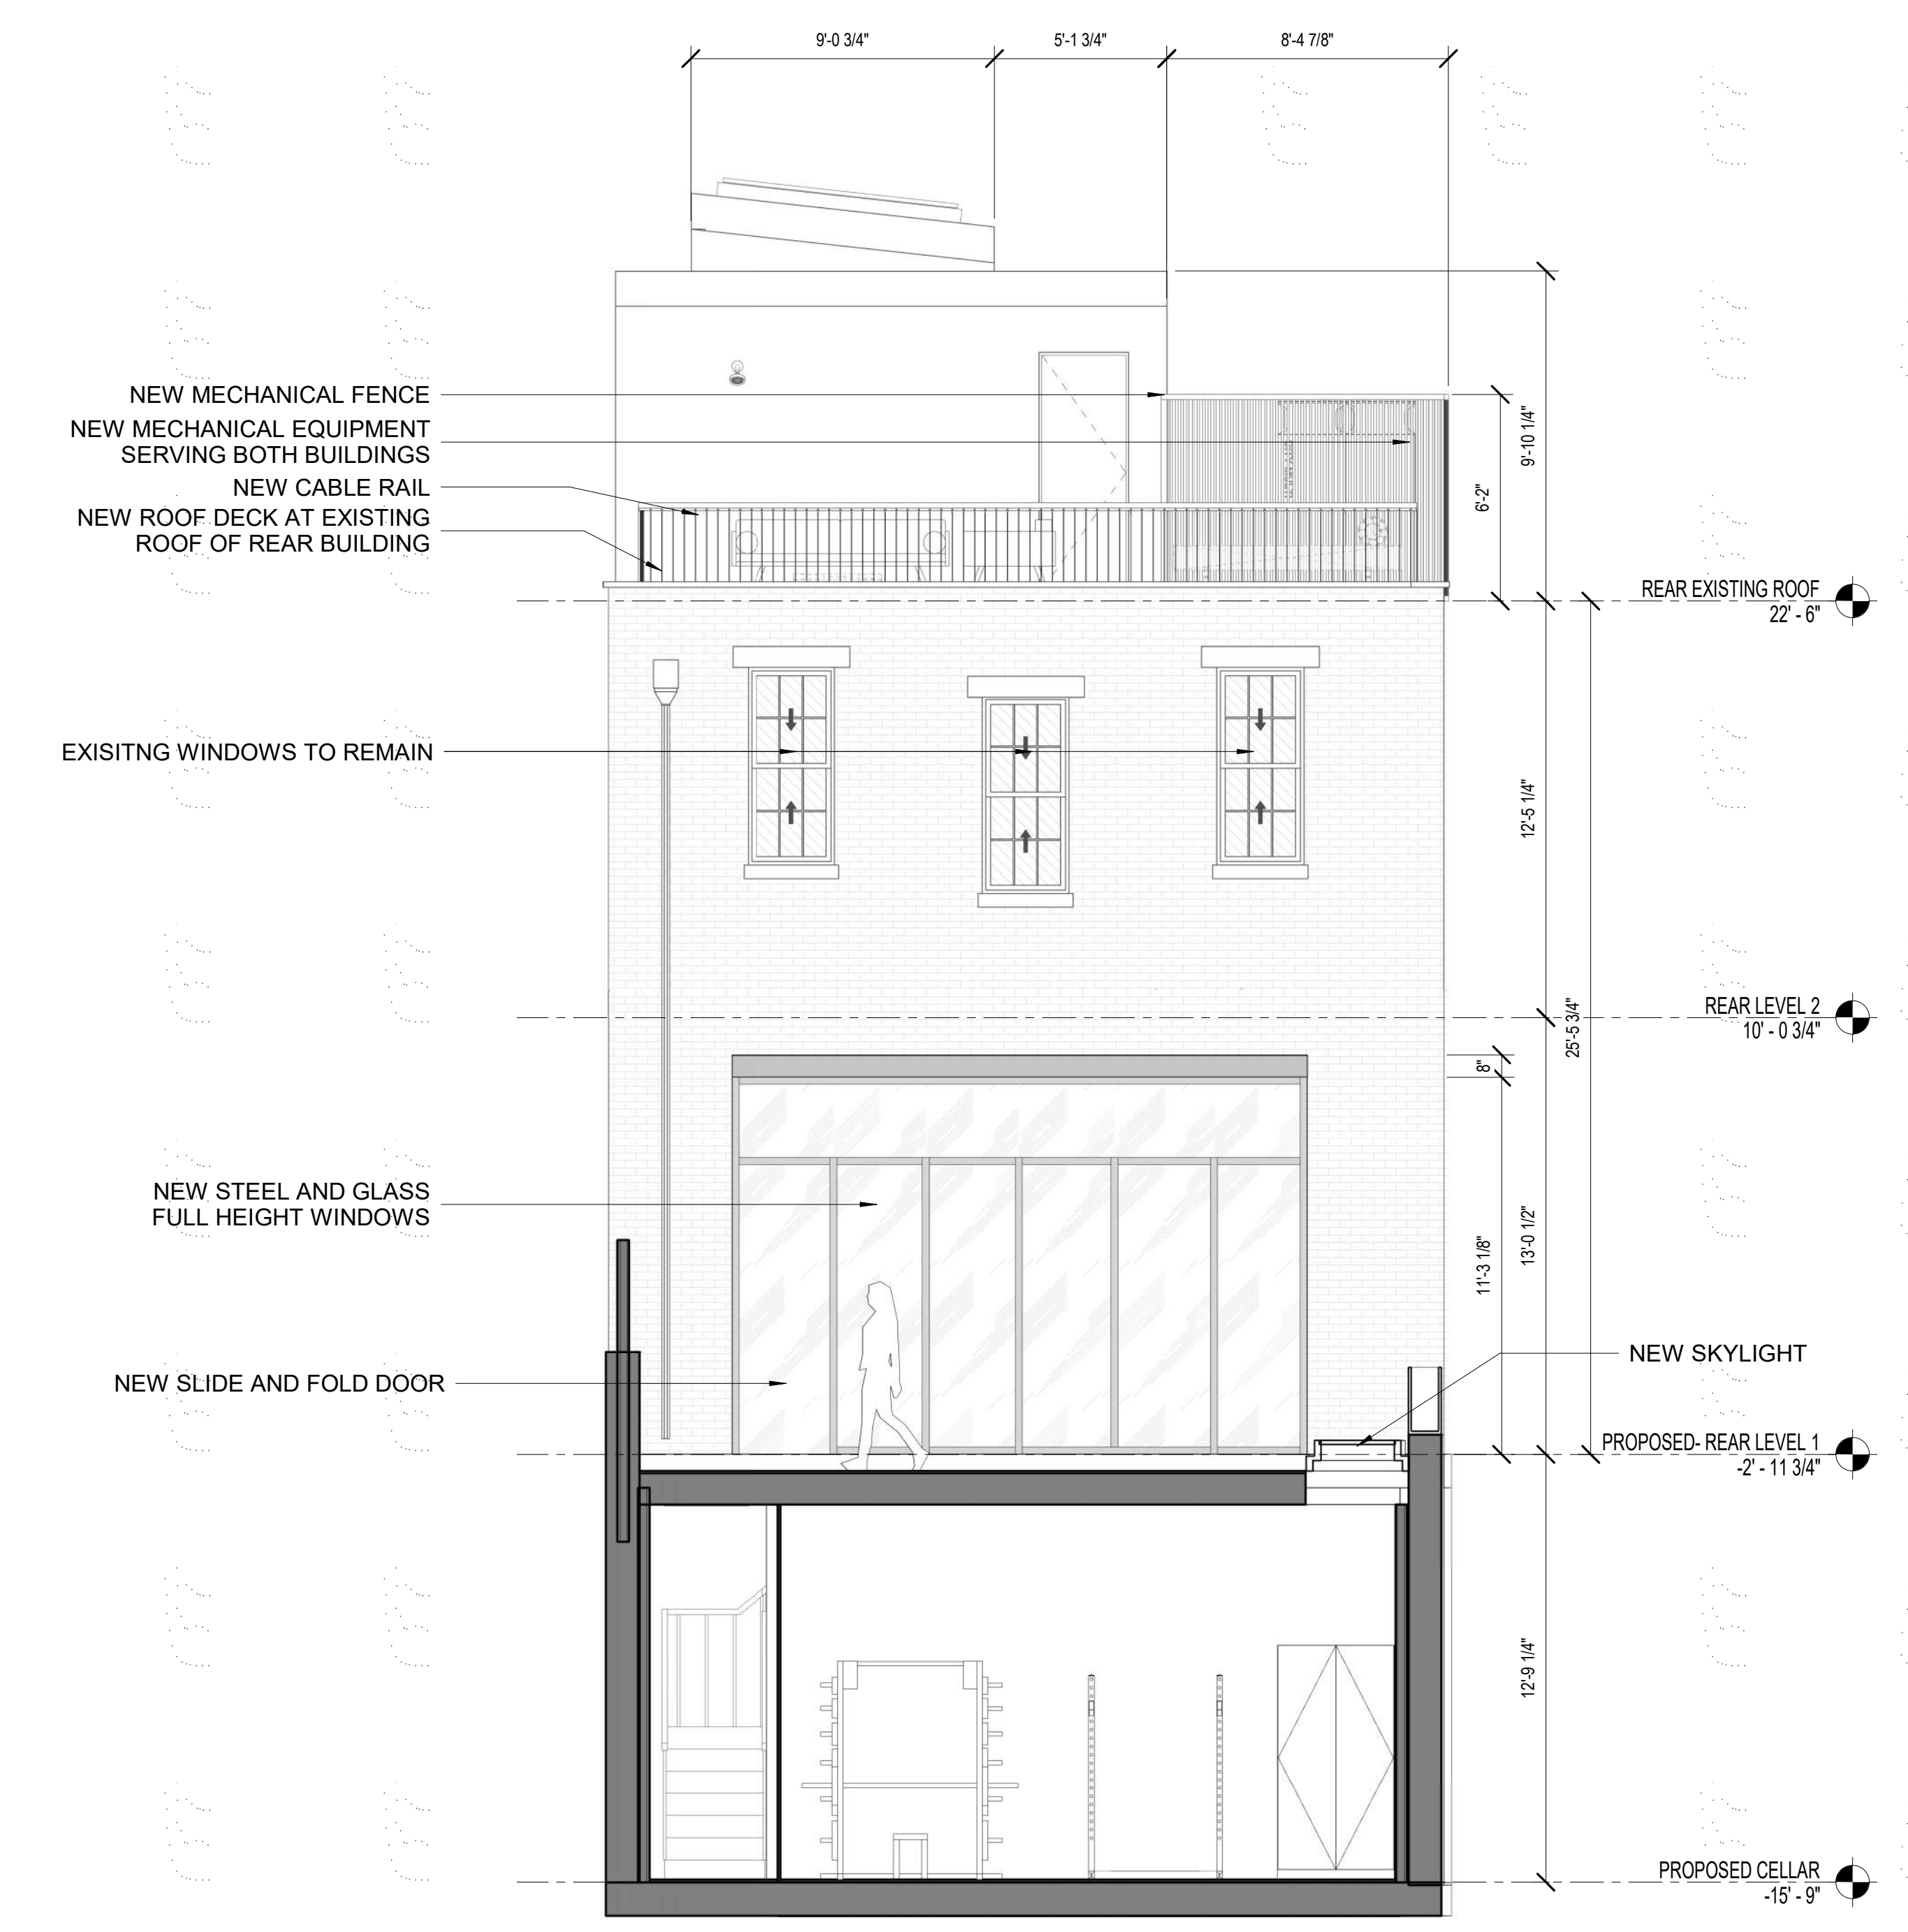 9'-0 3/4"
5'-1 3/4"
8'-4 7/8"
NEW MECHANICAL FENCE
NEW MECHANICAL EQUIPMENT
SERVING BOTH BUILDINGS
NEW CABLE RAIL
NEW ROOF DECK AT EXISTING
ROOF OF REAR BUILDING
9'-10 1/4"
6'-2"
REAR EXISTING ROOF
22' - 6"
EXISITNG WINDOWS TO REMAIN
12'-5 1/4"
REAR LEVEL 2
10' - 0 3/4"
25'-5 3/4"
8"
NEW STEEL AND GLASS
FULL HEIGHT WINDOWS
11'-3 1/8"
13'-0 1/2"
NEW SLIDE AND FOLD DOOR
NEW SKYLIGHT
PROPOSED- REAR LEVEL 1
-2' - 11 3/4"
12'-9 1/4"
PROPOSED CELLAR
-15' - 9"